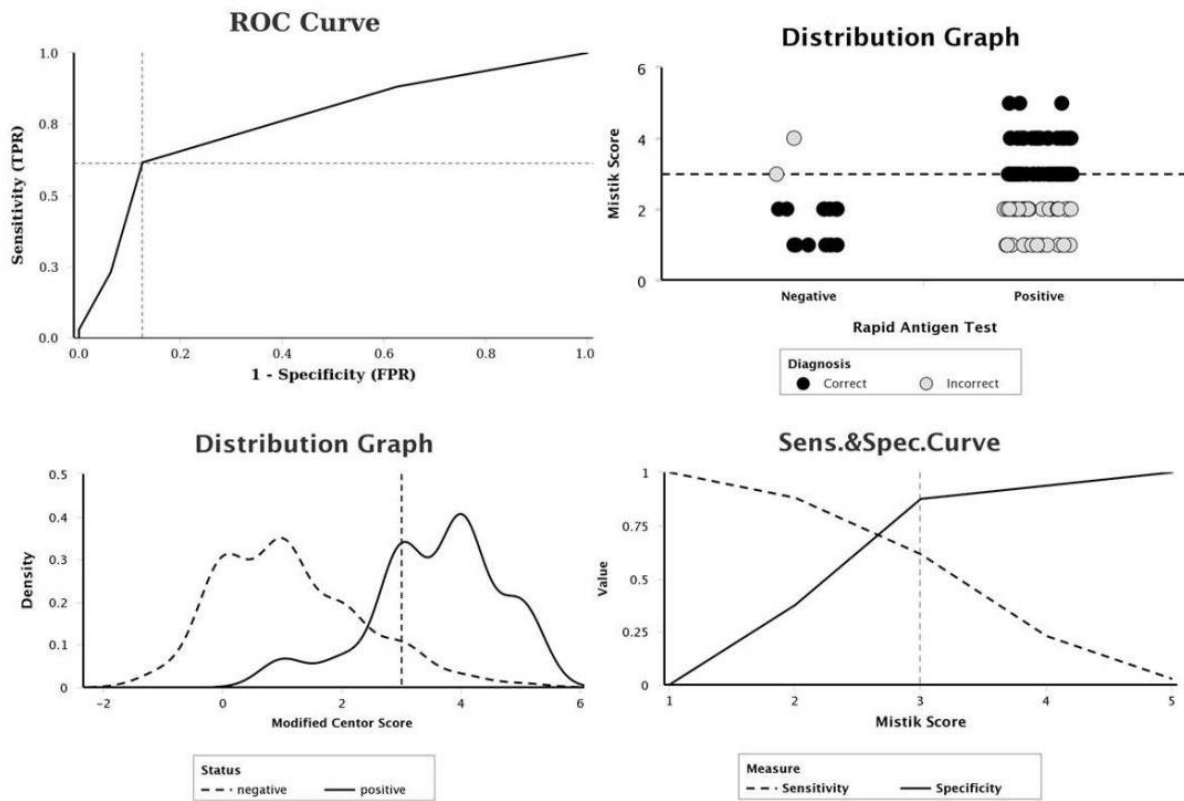 ROC Curve
1.0
0.8
0.5
0.3
0.0
Sensitivity (TPR)
0.0
0.2
0.4
0.6
0.8
1.0
1 - Specificity (FPR)
Distribution Graph
6
4
2
0
Mistik Score
Negative
Positive
Rapid Antigen Test
Diagnosis
Correct
Incorrect
Distribution Graph
0.5
0.4
0.3
0.2
0.1
0
Density
−2
0
2
4
6
Modified Centor Score
Status
negative
positive
Sens.&Spec.Curve
1
0.75
0.5
0.25
0
Value
1
2
3
4
5
Mistik Score
Measure
Sensitivity
Specificity